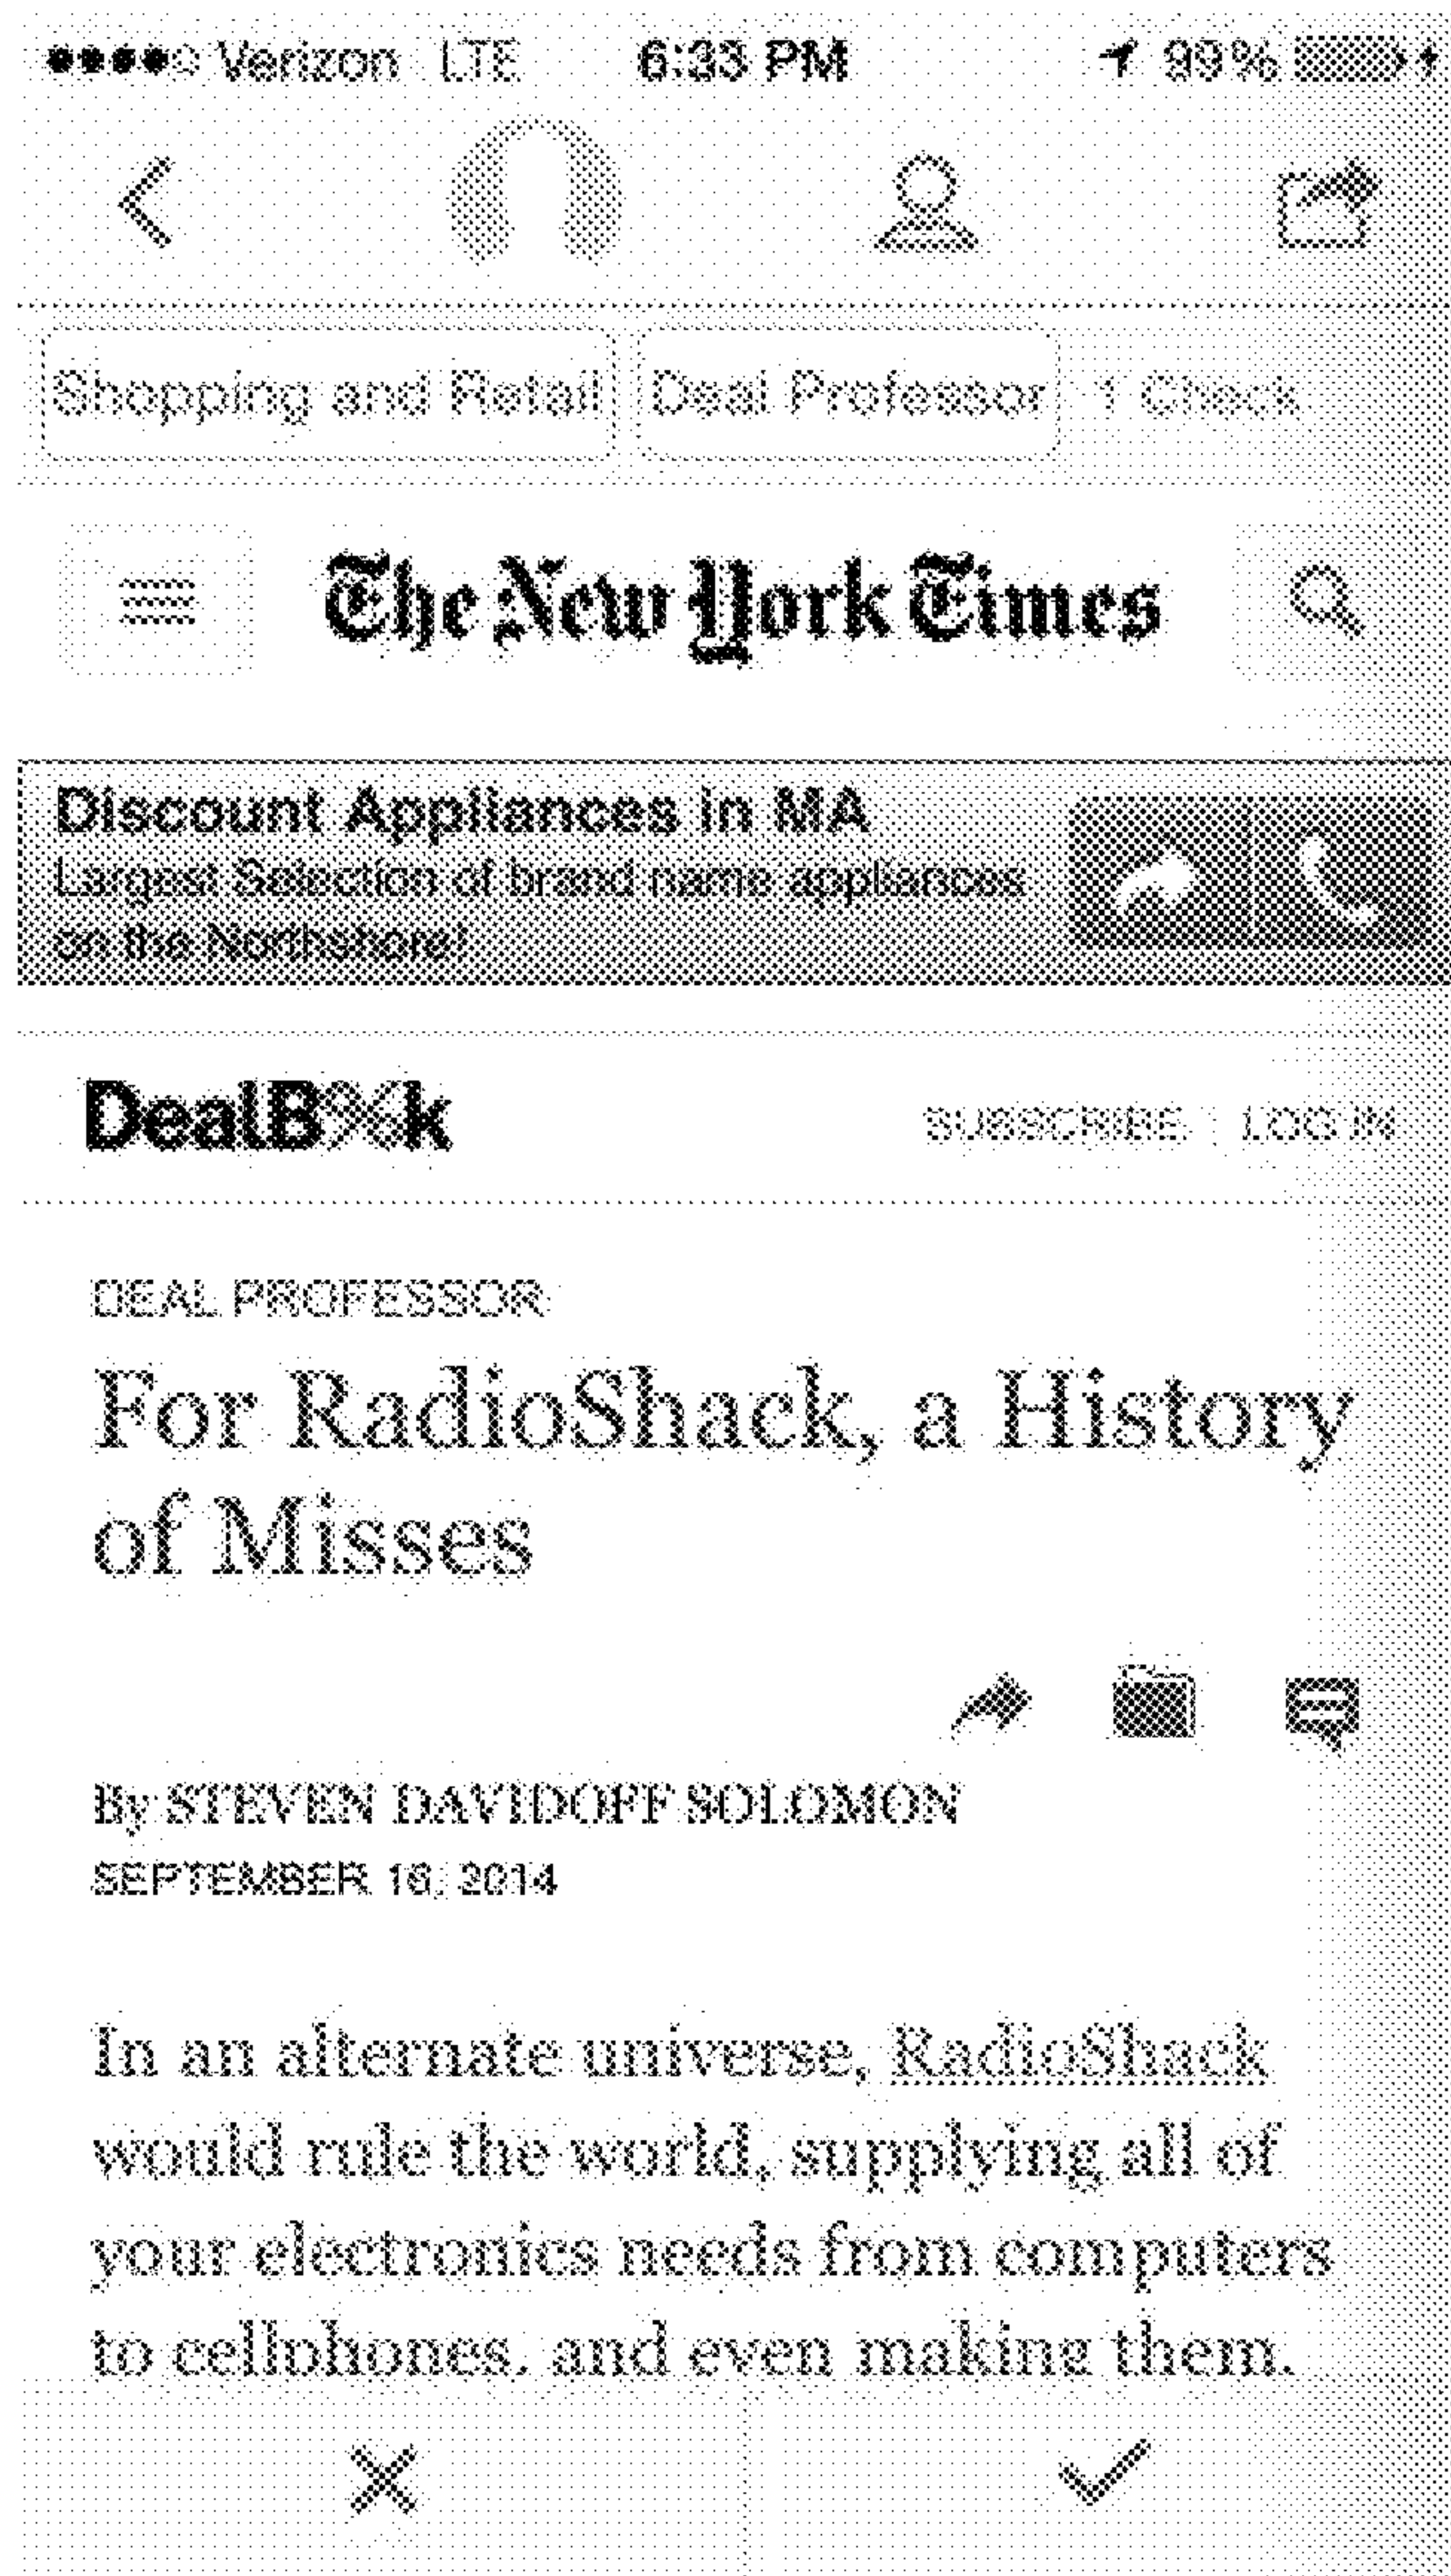 Verizon LTE 6:33 PM 99%
Shopping and Retail Deal Professor 1 Check
The New York Times
Discount Appliances in MA
Largest Selection of brand name appliances
on the Northshore!
DealB%k
SUBSCRIBE | LOG IN
DEAL PROFESSOR
For RadioShack, a History
of Misses
By STEVEN DAVIDOFF SOLOMON
SEPTEMBER 16, 2014
In an alternate universe, RadioShack
would rule the world, supplying all of
your electronics needs from computers
to cellphones, and even making them.